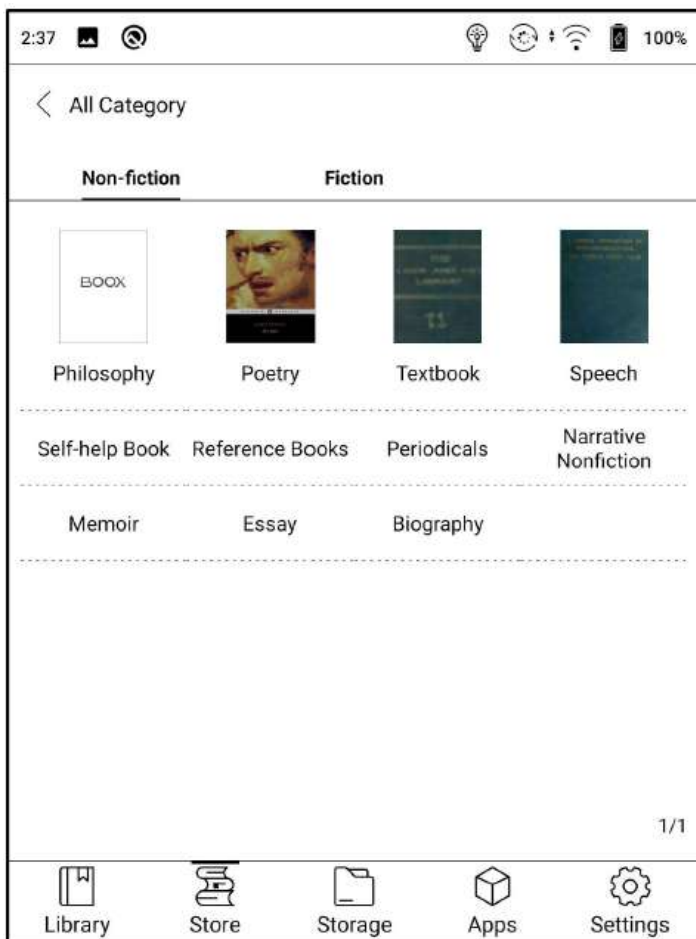 2:37 100%
All Category
Non-fiction Fiction
BOOX
Philosophy Poetry Textbook Speech
Self-help Book Reference Books Periodicals Narrative Nonfiction
Memoir Essay Biography
1/1
Library Store Storage Apps Settings